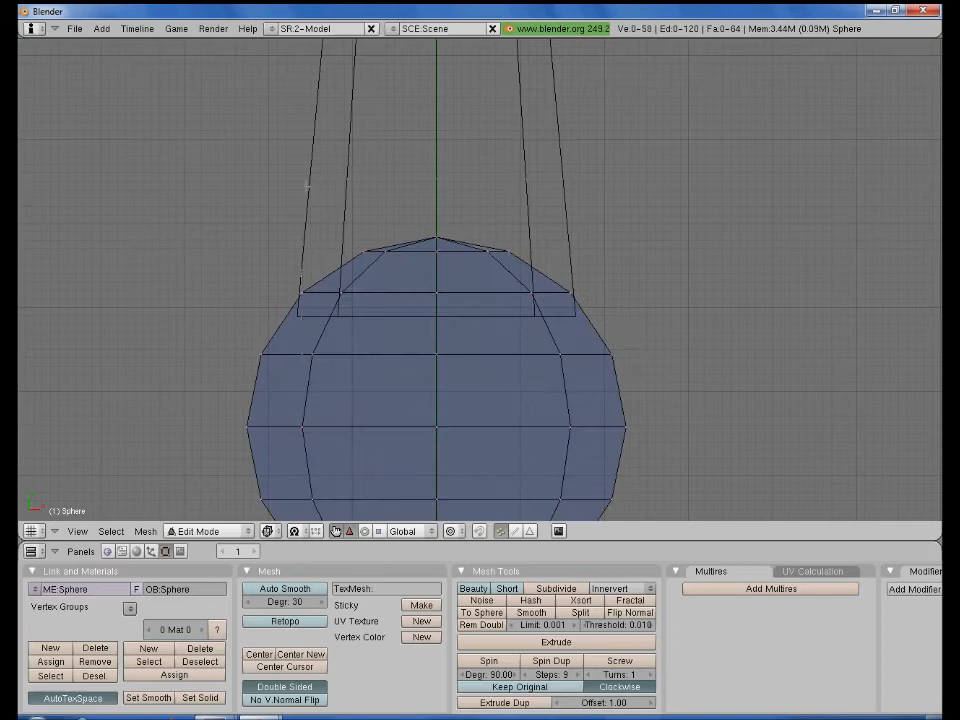 Blender
File Add Timeline Game Render Help SR:2-Model SCE:Scene www.blender.org 249.2 Ve:0-58 | Ed:0-120 | Fa:0-64 | Mem:3.44M (0.09M) Sphere
(1) Sphere
View Select Mesh Edit Mode Global
Panels 1
Link and Materials
ME:Sphere F OB:Sphere
Vertex Groups
0 Mat 0 ?
New Delete New Delete
Assign Remove Select Deselect
Select Desel. Assign
AutoTexSpace Set Smooth Set Solid
Mesh
Auto Smooth TexMesh:
Degr: 30 Sticky Make
Retopo UV Texture New
Vertex Color New
Center Center New
Center Cursor
Double Sided
No V.Normal Flip
Mesh Tools
Beauty Short Subdivide Innervert
Noise Hash Xsort Fractal
To Sphere Smooth Split Flip Normal
Rem Doubl Limit: 0.001 Threshold: 0.010
Extrude
Spin Spin Dup Screw
Degr: 90.00 Steps: 9 Turns: 1
Keep Original Clockwise
Extrude Dup Offset: 1.00
Multires UV Calculation
Add Multires
Modifier
Add Modifier